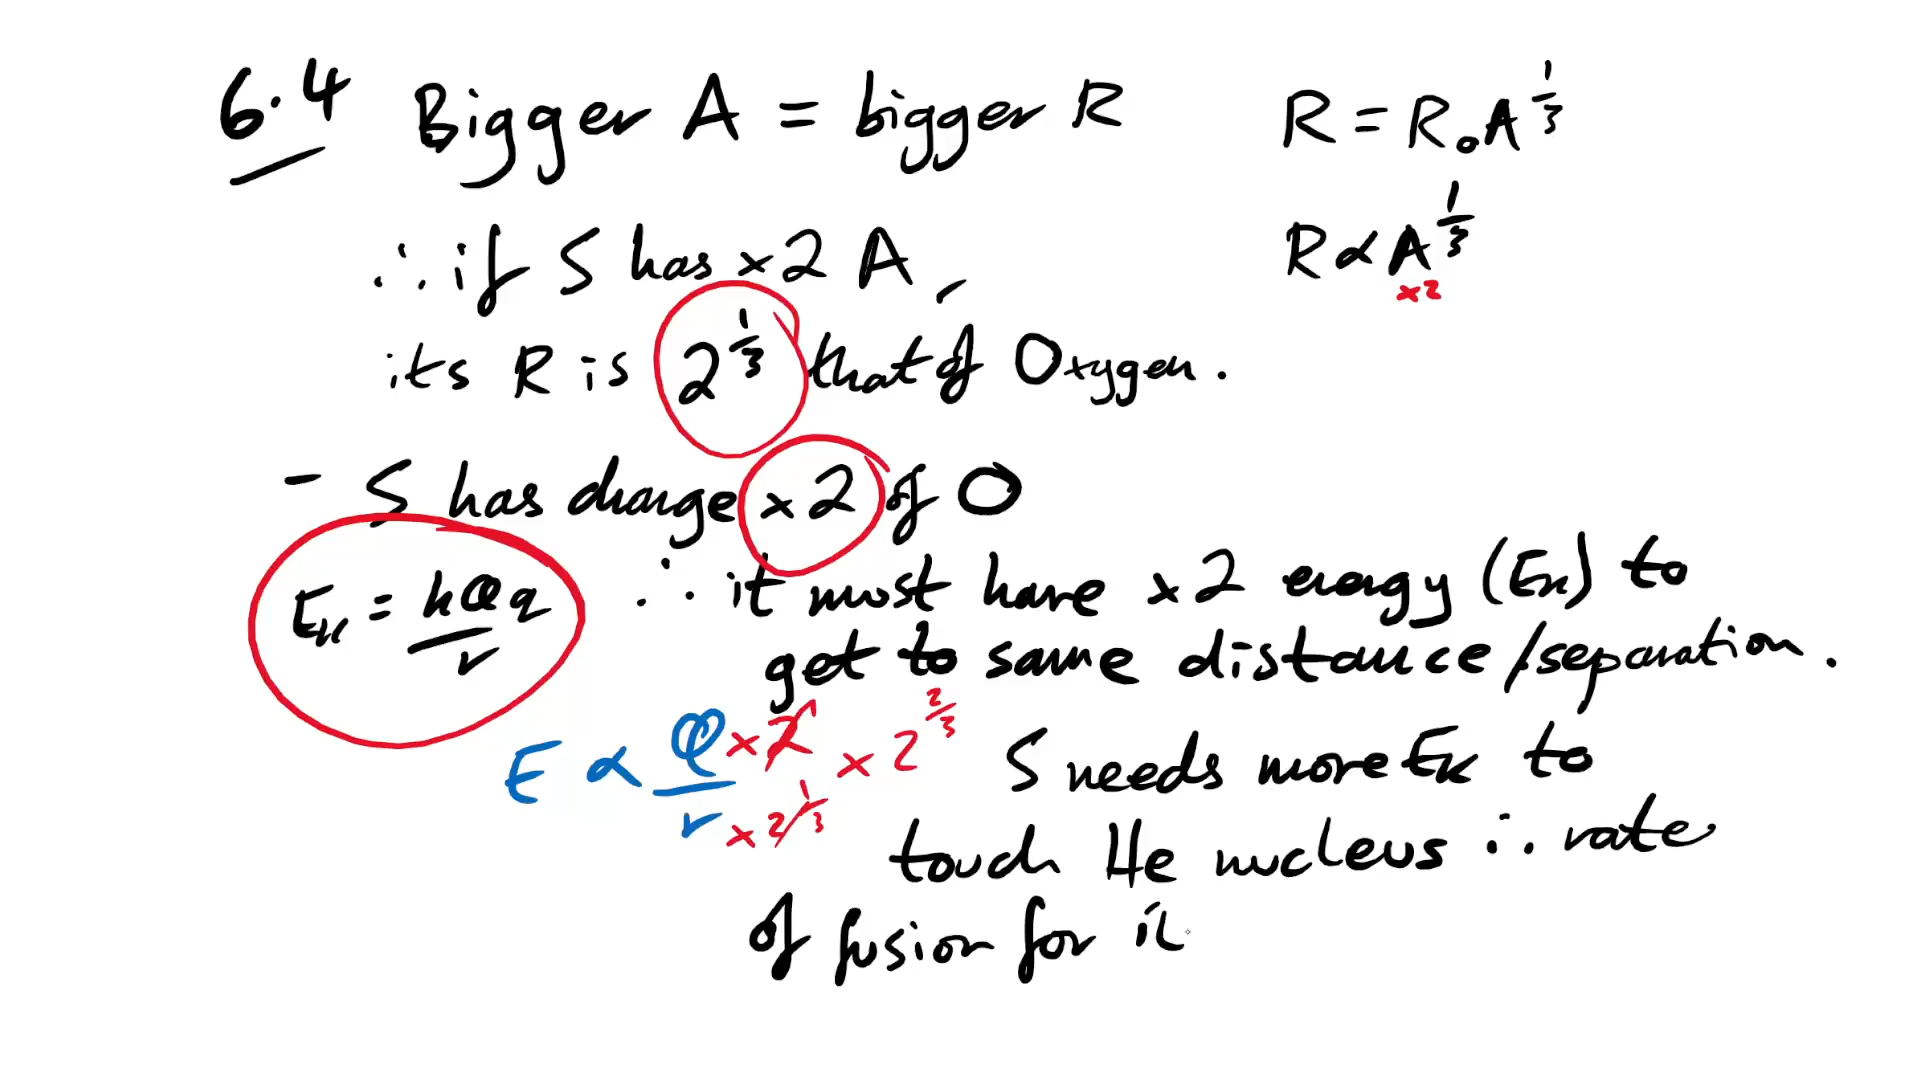 6.4 Bigger A = bigger R
R = R₀A^1/3
∴ if S has ×2 A,
R ∝ A^1/3
×2
its R is 2^1/3 that of Oxygen.
- S has charge ×2 of O
Eₖ = kQq/r
∴ it must have ×2 energy (Eₖ) to
get to same distance/separation.
E ∝ Q×2/r×2^1/3 ×2^2/3
S needs more Eₖ to
touch He nucleus ∴ rate
of fusion for it